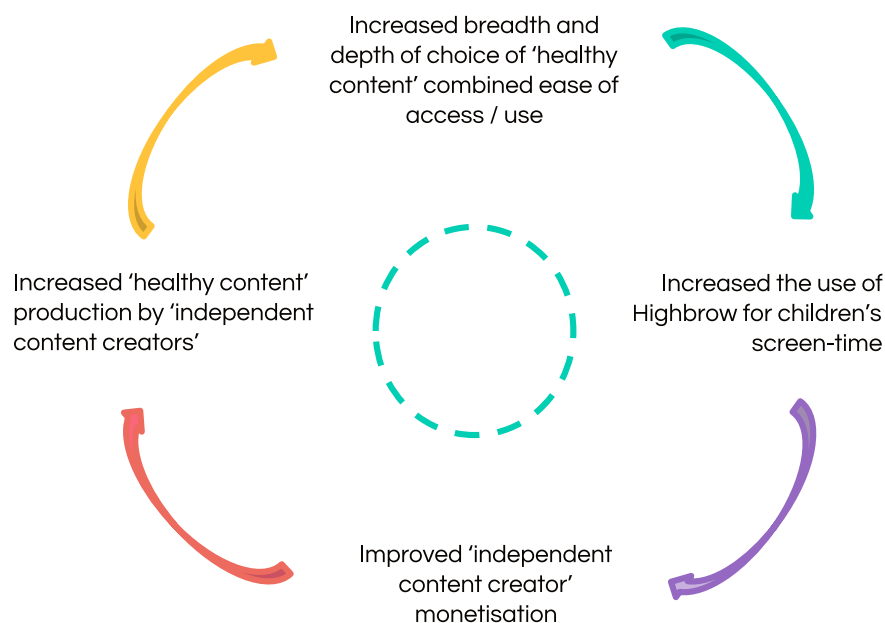 Increased breadth and
depth of choice of ‘healthy
content’ combined ease of
access / use
Increased the use of
Highbrow for children’s
screen-time
Improved ‘independent
content creator’
monetisation
Increased ‘healthy content’
production by ‘independent
content creators’